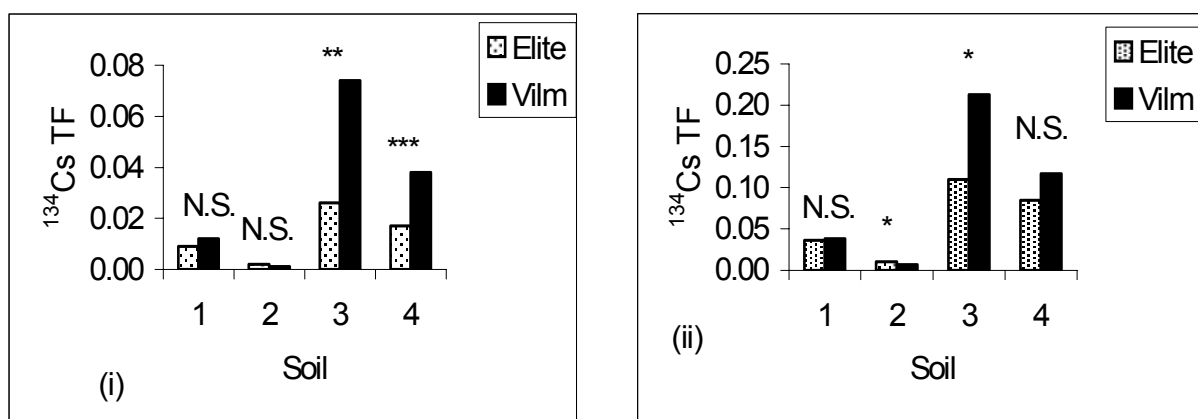 Elite
Vilm
0.08
0.06
0.04
0.02
0.00
¹³⁴Cs TF
N.S.
N.S.
**
***
1 2 3 4
Soil
(i)
Elite
Vilm
0.25
0.20
0.15
0.10
0.05
0.00
¹³⁴Cs TF
N.S.
*
*
N.S.
1 2 3 4
Soil
(ii)